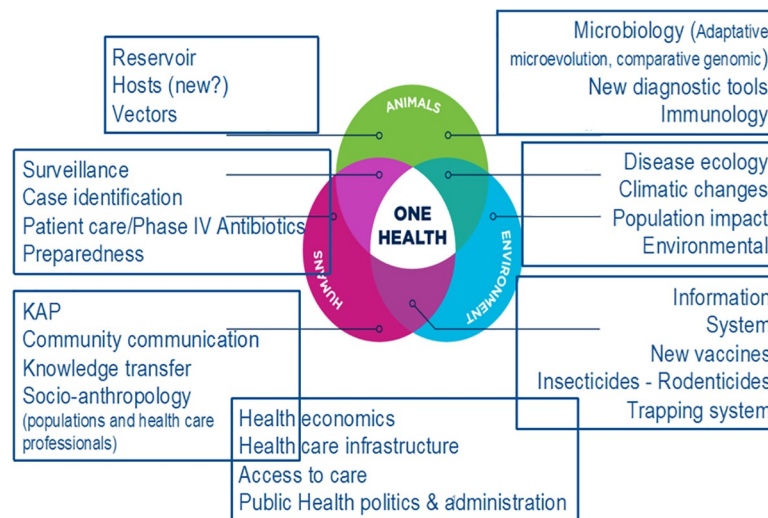 Reservoir
Hosts (new?)
Vectors
Microbiology (Adaptative
microevolution, comparative genomic)
New diagnostic tools
Immunology
ANIMALS
Surveillance
Case identification
Patient care/Phase IV Antibiotics
Preparedness
Disease ecology
Climatic changes
Population impact
Environmental
ONE
HEALTH
HUMANS
ENVIRONMENT
KAP
Community communication
Knowledge transfer
Socio-anthropology
(populations and health care
professionals)
Information
System
New vaccines
Insecticides - Rodenticides
Trapping system
Health economics
Health care infrastructure
Access to care
Public Health politics & administration